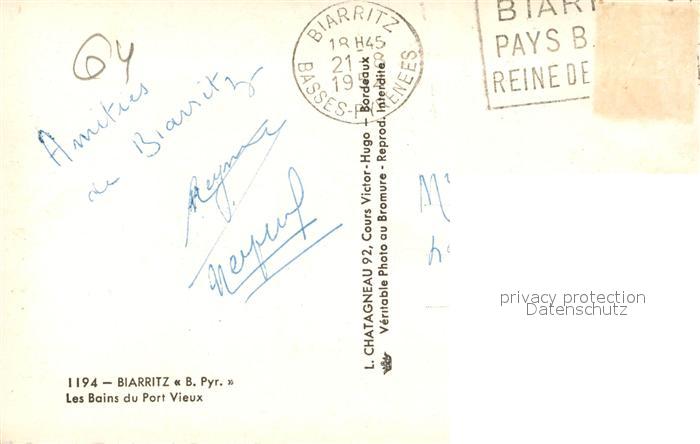 64
Amitiés
de Biarritz
BIARRITZ
18 H45
21
19
BASSES-PYRENEES
BIARR
PAYS B
REINE DE
L. CHATAGNEAU 92, Cours Victor-Hugo — Bordeaux
Véritable Photo au Bromure - Reprod. Interdite
privacy protection
Datenschutz
1194 — BIARRITZ « B. Pyr. »
Les Bains du Port Vieux